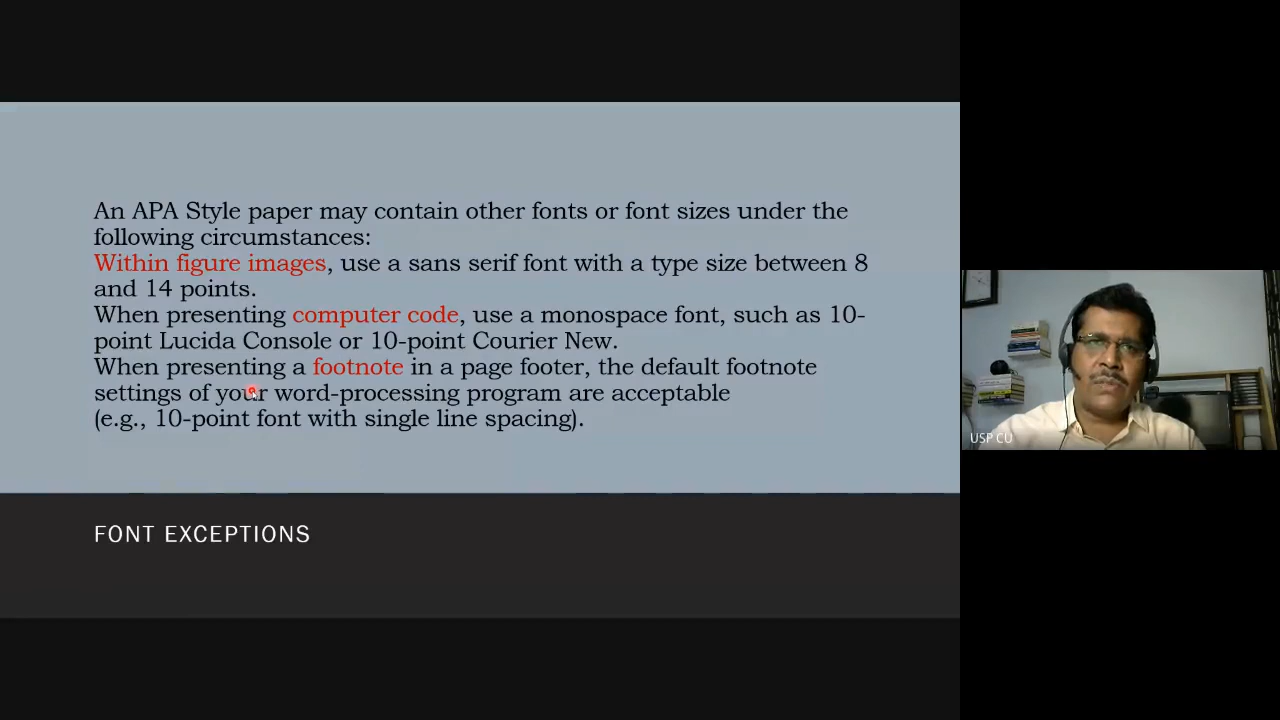 An APA Style paper may contain other fonts or font sizes under the
following circumstances:
Within figure images, use a sans serif font with a type size between 8
and 14 points.
When presenting computer code, use a monospace font, such as 10-
point Lucida Console or 10-point Courier New.
When presenting a footnote in a page footer, the default footnote
settings of your word-processing program are acceptable
(e.g., 10-point font with single line spacing).
FONT EXCEPTIONS
USP CU